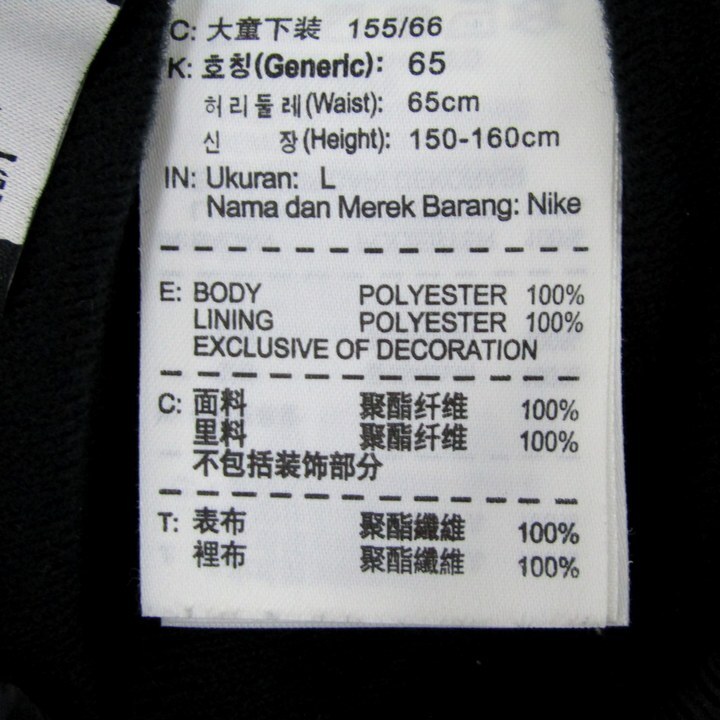 C: 大童下装 155/66
K: 호칭(Generic): 65
허리둘레(Waist): 65cm
신 장(Height): 150-160cm
IN: Ukuran: L
Nama dan Merek Barang: Nike
E: BODY POLYESTER 100%
LINING POLYESTER 100%
EXCLUSIVE OF DECORATION
C: 面料 聚酯纤维 100%
里料 聚酯纤维 100%
不包括装饰部分
T: 表布 聚酯纖維 100%
裡布 聚酯纖維 100%